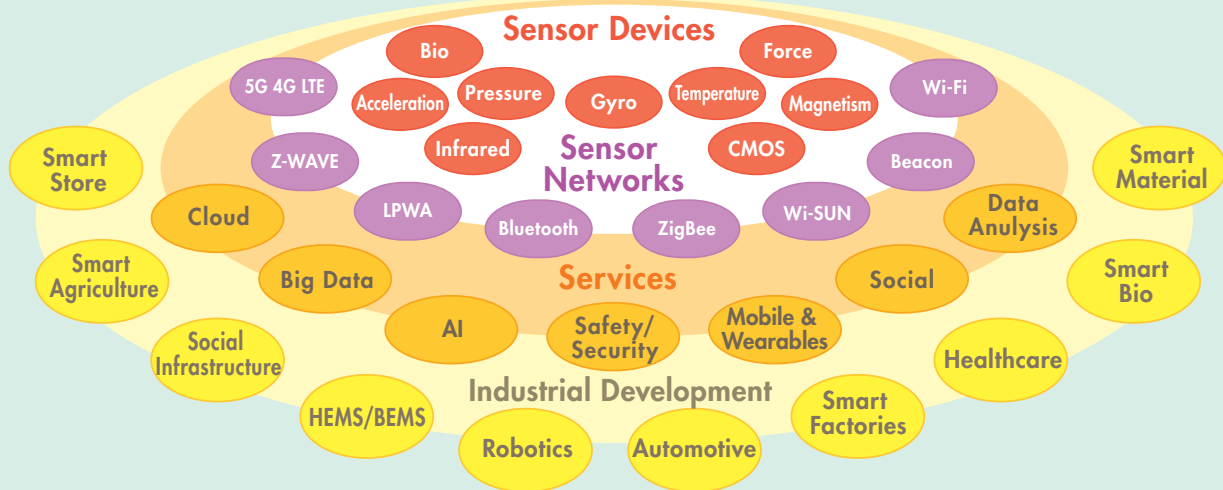 Sensor Devices
Bio
Force
5G 4G LTE
Acceleration
Pressure
Gyro
Temperature
Magnetism
Wi-Fi
Infrared
CMOS
Sensor
Networks
Z-WAVE
Beacon
LPWA
Bluetooth
ZigBee
Wi-SUN
Smart
Store
Smart
Material
Cloud
Data
Anulysis
Big Data
Services
Social
Smart
Agriculture
Smart
Bio
AI
Safety/
Security
Mobile &
Wearables
Social
Infrastructure
Healthcare
Industrial Development
HEMS/BEMS
Smart
Factories
Robotics
Automotive